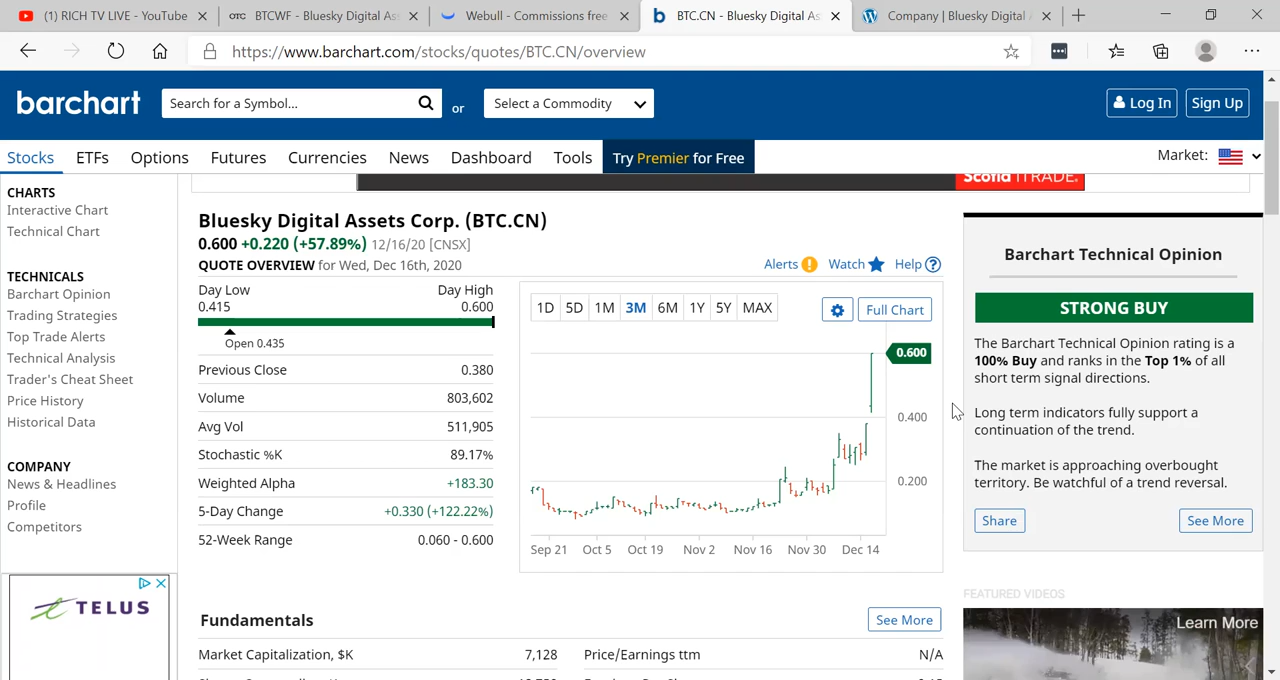 (1) RICH TV LIVE - YouTube
OTC BTCWF - Bluesky Digital Ass
Webull - Commissions free
b BTC.CN - Bluesky Digital As
Company | Bluesky Digital
https://www.barchart.com/stocks/quotes/BTC.CN/overview
barchart
Search for a Symbol...
or
Select a Commodity
Log In
Sign Up
Stocks ETFs Options Futures Currencies News Dashboard Tools Try Premier for Free
Market:
CHARTS
Interactive Chart
Technical Chart
TECHNICALS
Barchart Opinion
Trading Strategies
Top Trade Alerts
Technical Analysis
Trader's Cheat Sheet
Price History
Historical Data
COMPANY
News & Headlines
Profile
Competitors
TELUS
Scotia iTRADE
Bluesky Digital Assets Corp. (BTC.CN)
0.600 +0.220 (+57.89%) 12/16/20 [CNSX]
QUOTE OVERVIEW for Wed, Dec 16th, 2020
Alerts ! Watch Help ?
Day Low Day High
0.415 0.600
Open 0.435
Previous Close 0.380
Volume 803,602
Avg Vol 511,905
Stochastic %K 89.17%
Weighted Alpha +183.30
5-Day Change +0.330 (+122.22%)
52-Week Range 0.060 - 0.600
1D 5D 1M 3M 6M 1Y 5Y MAX
Full Chart
0.600
0.400
0.200
Sep 21 Oct 5 Oct 19 Nov 2 Nov 16 Nov 30 Dec 14
Fundamentals
See More
Market Capitalization, $K 7,128
Price/Earnings ttm N/A
Barchart Technical Opinion
STRONG BUY
The Barchart Technical Opinion rating is a
100% Buy and ranks in the Top 1% of all
short term signal directions.
Long term indicators fully support a
continuation of the trend.
The market is approaching overbought
territory. Be watchful of a trend reversal.
Share
See More
FEATURED VIDEOS
Learn More